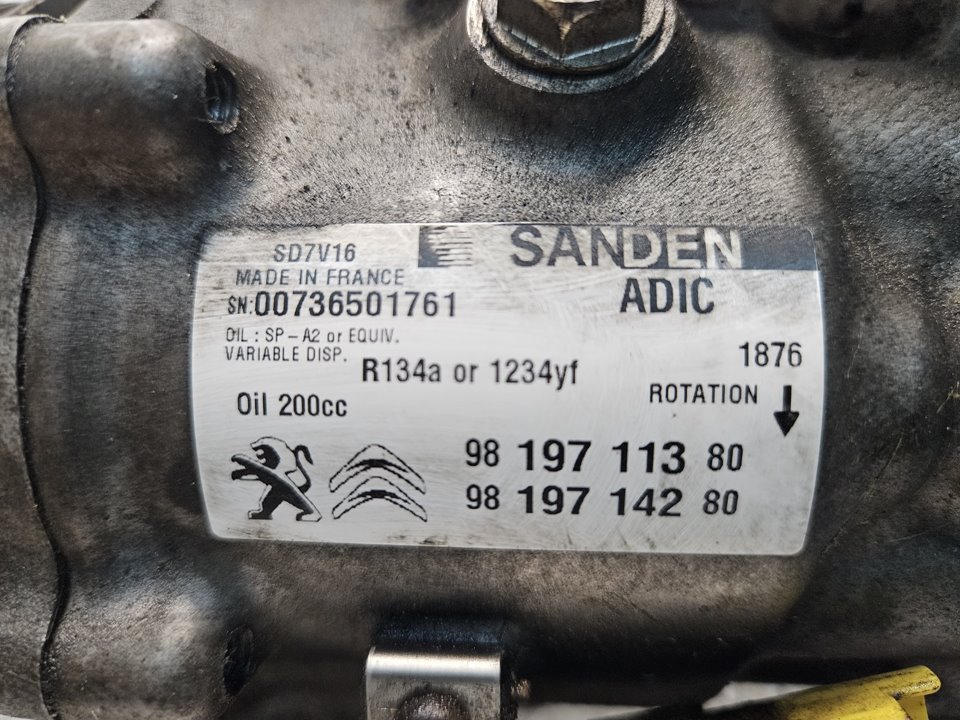 SD7V16
SANDEN
MADE IN FRANCE
ADIC
SN:00736501761
OIL : SP-A2 or EQUIV.
VARIABLE DISP.
1876
R134a or 1234yf
ROTATION
Oil 200cc
98 197 113 80
98 197 142 80